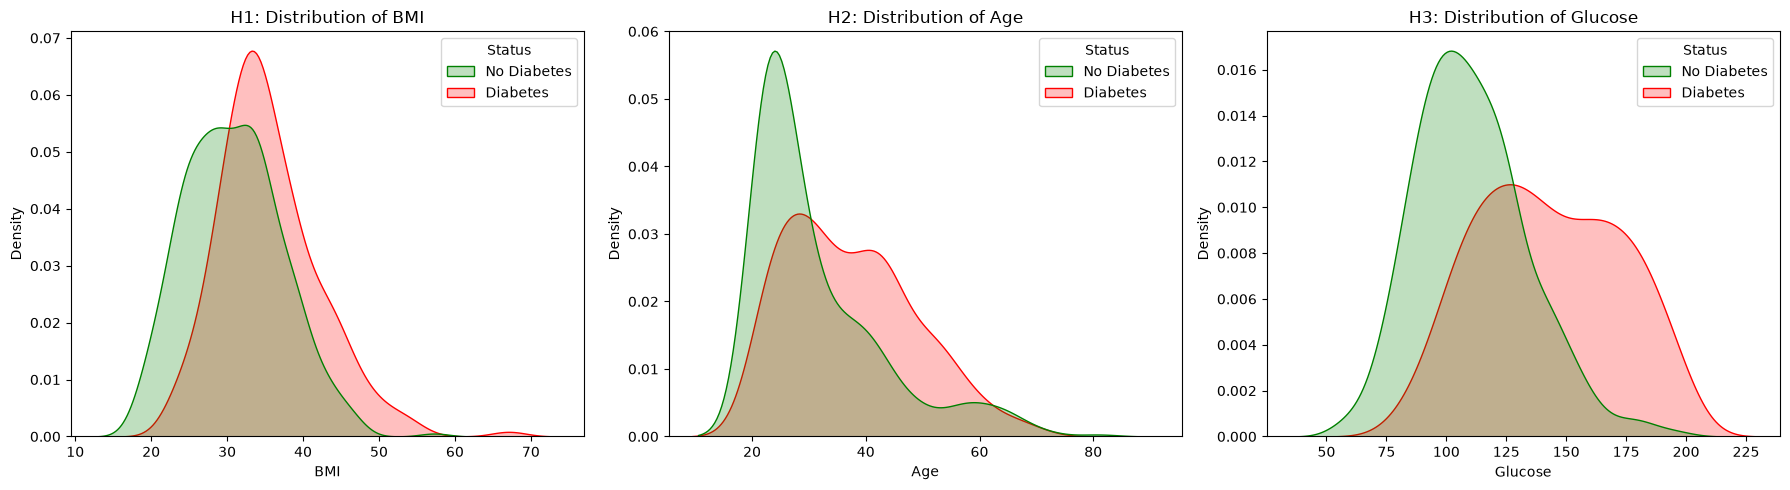 H1: Distribution of BMI
Density
0.07
0.06
0.05
0.04
0.03
0.02
0.01
0.00
10 20 30 40 50 60 70
BMI
Status
No Diabetes
Diabetes
H2: Distribution of Age
Density
0.06
0.05
0.04
0.03
0.02
0.01
0.00
20 40 60 80
Age
Status
No Diabetes
Diabetes
H3: Distribution of Glucose
Density
0.016
0.014
0.012
0.010
0.008
0.006
0.004
0.002
0.000
50 75 100 125 150 175 200 225
Glucose
Status
No Diabetes
Diabetes